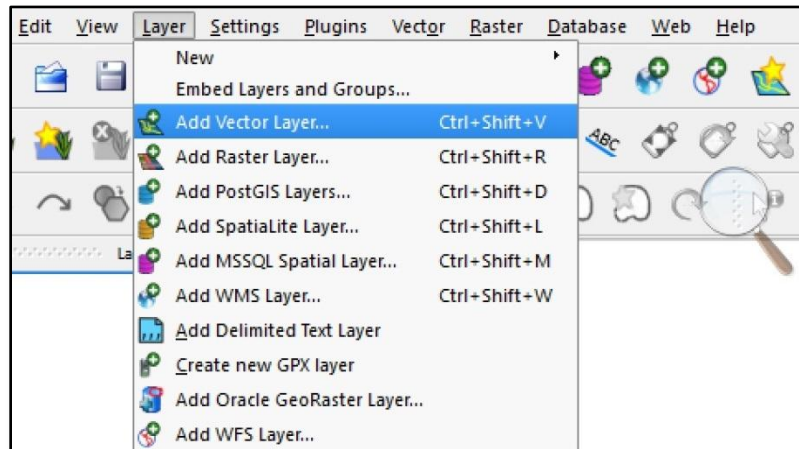 Edit View Layer Settings Plugins Vector Raster Database Web Help
New
Embed Layers and Groups...
Add Vector Layer... Ctrl+Shift+V
Add Raster Layer... Ctrl+Shift+R
Add PostGIS Layers... Ctrl+Shift+D
Add SpatiaLite Layer... Ctrl+Shift+L
Add MSSQL Spatial Layer... Ctrl+Shift+M
Add WMS Layer... Ctrl+Shift+W
Add Delimited Text Layer
Create new GPX layer
Add Oracle GeoRaster Layer...
Add WFS Layer...
ABC
La